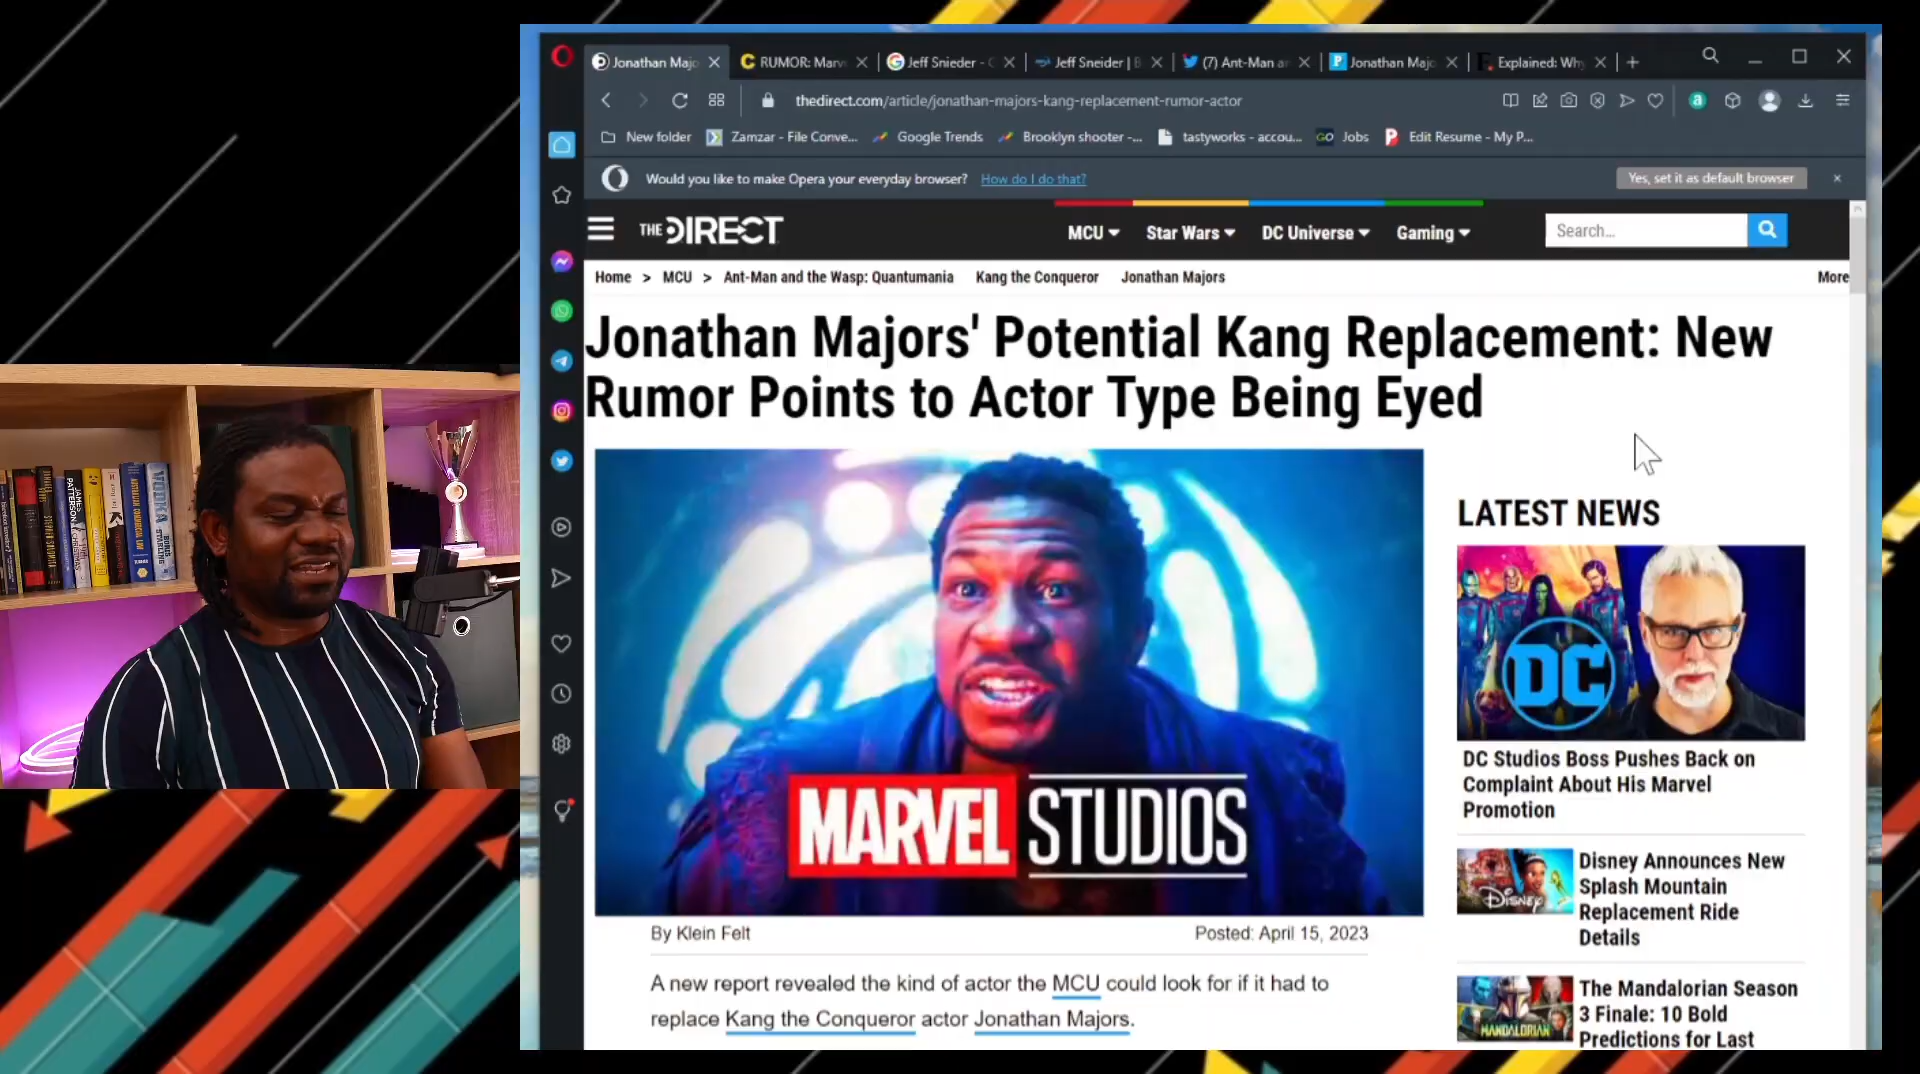 Jonathan Majo
RUMOR: Marv
Jeff Snieder - G
Jeff Sneider | B
(7) Ant-Man a
Jonathan Majo
Explained: Why
thedirect.com/article/jonathan-majors-kang-replacement-rumor-actor
New folder
Zamzar - File Conve...
Google Trends
Brooklyn shooter -...
tastyworks - accou...
GO Jobs
Edit Resume - My P...
Would you like to make Opera your everyday browser? How do I do that?
Yes, set it as default browser
THE DIRECT
MCU
Star Wars
DC Universe
Gaming
Search...
Home > MCU > Ant-Man and the Wasp: Quantumania Kang the Conqueror Jonathan Majors
More
Jonathan Majors' Potential Kang Replacement: New
Rumor Points to Actor Type Being Eyed
MARVEL STUDIOS
By Klein Felt
Posted: April 15, 2023
A new report revealed the kind of actor the MCU could look for if it had to
replace Kang the Conqueror actor Jonathan Majors.
LATEST NEWS
DC
DC Studios Boss Pushes Back on
Complaint About His Marvel
Promotion
Disney
Disney Announces New
Splash Mountain
Replacement Ride
Details
MANDALORIAN
The Mandalorian Season
3 Finale: 10 Bold
Predictions for Last
JAMES
PATTERSON
VODKA